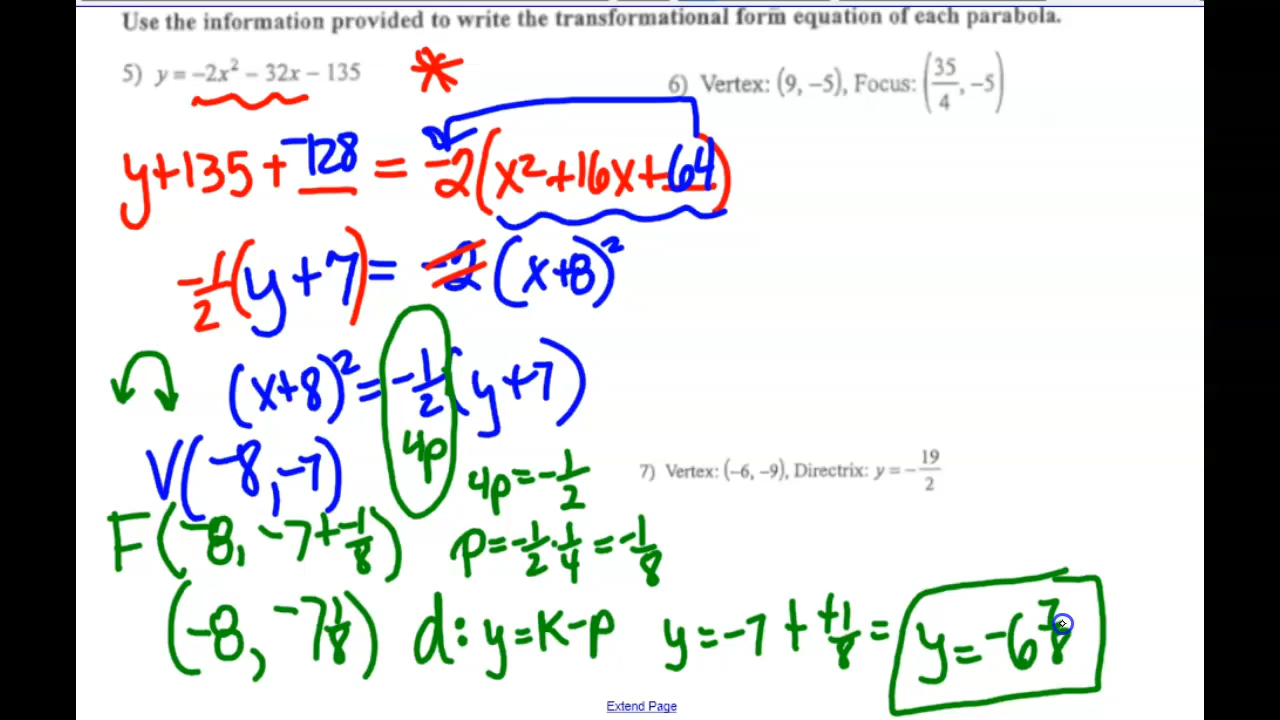 Use the information provided to write the transformational form equation of each parabola.
5) y = −2x² − 32x − 135
6) Vertex: (9, −5), Focus: (35/4, −5)
y+135+⁻128 = -2(x²+16x+64)
-1/2(y+7) = -2(x+8)²
(x+8)² = -1/2(y+7)
4p
V(-8, -7)
4p = -1/2
7) Vertex: (−6, −9), Directrix: y = −19/2
F(-8, -7+-1/8)
p = -1/2 · 1/4 = -1/8
(-8, -7 1/8)
d: y = K-p
y = -7 + +1/8 = y = -6 7/8
Extend Page